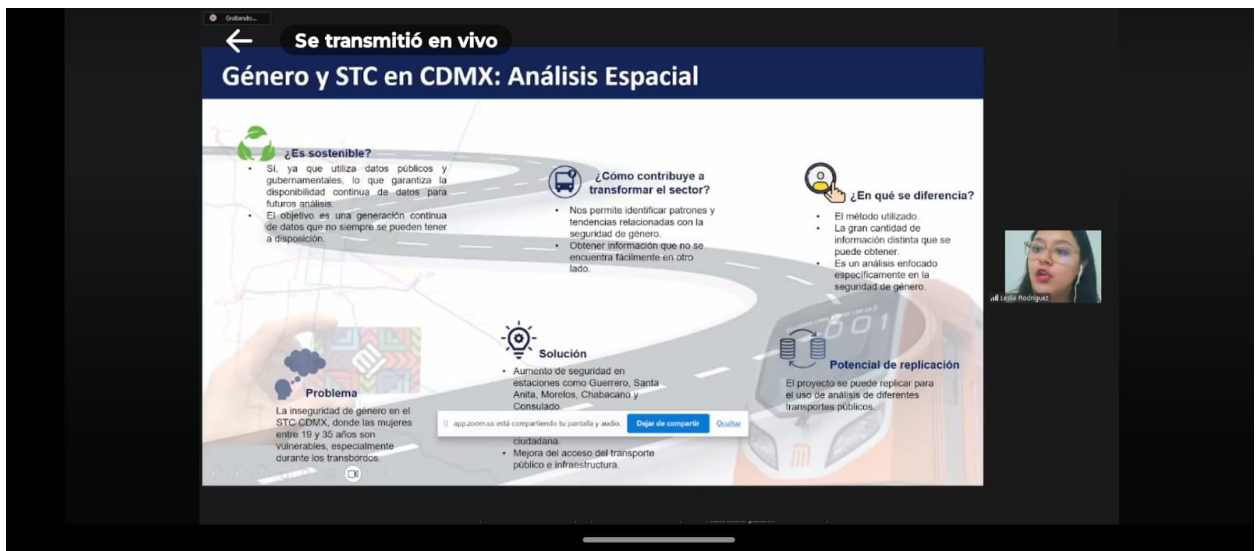 Grabando...
Se transmitió en vivo
Género y STC en CDMX: Análisis Espacial
¿Es sostenible?
• Sí, ya que utiliza datos públicos y
gubernamentales, lo que garantiza la
disponibilidad continua de datos para
futuros análisis.
• El objetivo es una generación continua
de datos que no siempre se pueden tener
a disposición.
¿Cómo contribuye a
transformar el sector?
• Nos permite identificar patrones y
tendencias relacionadas con la
seguridad de género.
• Obtener información que no se
encuentra fácilmente en otro
lado.
¿En qué se diferencia?
• El método utilizado.
• La gran cantidad de
información distinta que se
puede obtener.
• Es un análisis enfocado
específicamente en la
seguridad de género.
Leslie Rodriguez
Problema
La inseguridad de género en el
STC CDMX, donde las mujeres
entre 19 y 35 años son
vulnerables, especialmente
durante los transbordos.
Solución
• Aumento de seguridad en
estaciones como Guerrero, Santa
Anita, Morelos, Chabacano y
Consulado.
app.zoom.us está compartiendo tu pantalla y audio. Dejar de compartir Ocultar
ciudadana.
• Mejora del acceso del transporte
público e infraestructura.
001
Potencial de replicación
El proyecto se puede replicar para
el uso de análisis de diferentes
transportes públicos.